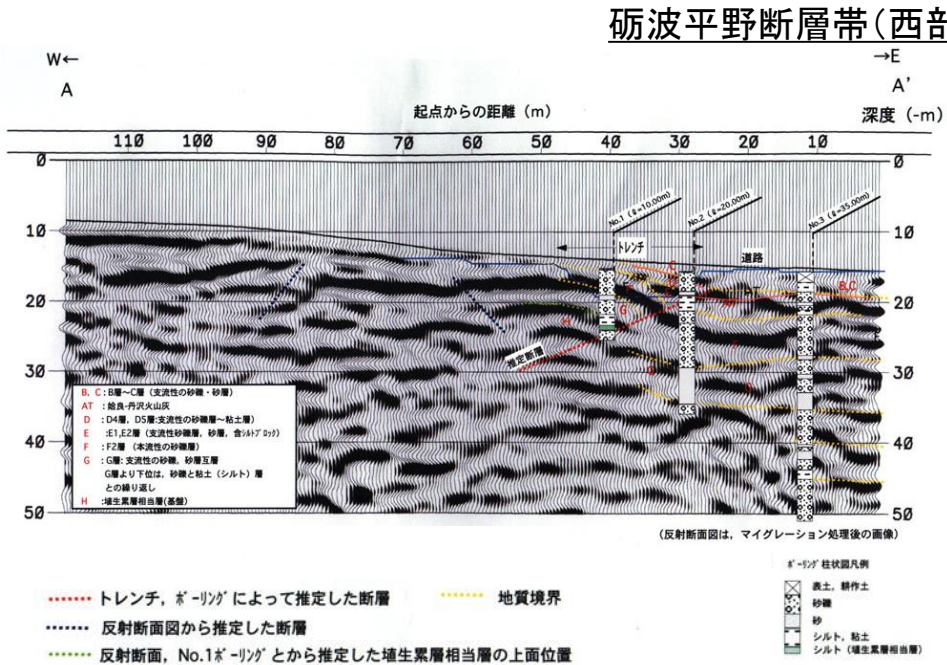 砺波平野断層帯(西部
W←
→E
A
A'
起点からの距離 (m)
深度 (-m)
110 100 90 80 70 60 50 40 30 20 10
0 0
No.1 (d=10.00m)
No.2 (d=20.00m)
No.3 (d=35.00m)
10 10
トレンチ
道路
B,C
20 20
G
H
推定断層
30 30
G
B, C : B層～C層 (支流性の砂礫・砂層)
AT : 姶良-丹沢火山灰
D : D4層, D5層:支流性の砂礫層～粘土層)
E :E1,E2層 (支流性砂礫層, 砂層, 含シルトブロック)
F : F2層 (本流性の砂礫層)
G : G層: 支流性の砂礫, 砂層互層
G層より下位は, 砂礫と粘土 (シルト) 層
との繰り返し
H :埴生累層相当層(基盤)
40 40
50 50
(反射断面図は, マイグレーション処理後の画像)
トレンチ, ボーリングによって推定した断層
地質境界
反射断面図から推定した断層
反射断面, No.1ボーリングとから推定した埴生累層相当層の上面位置
ボーリング柱状図凡例
表土, 耕作土
砂礫
砂
シルト, 粘土
シルト (埴生累層相当層)